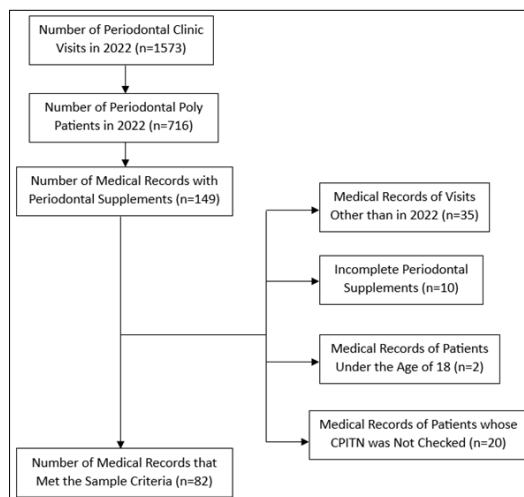 Number of Periodontal Clinic
Visits in 2022 (n=1573)
Number of Periodontal Poly
Patients in 2022 (n=716)
Number of Medical Records with
Periodontal Supplements (n=149)
Medical Records of Visits
Other than in 2022 (n=35)
Incomplete Periodontal
Supplements (n=10)
Medical Records of Patients
Under the Age of 18 (n=2)
Medical Records of Patients whose
CPITN was Not Checked (n=20)
Number of Medical Records that
Met the Sample Criteria (n=82)